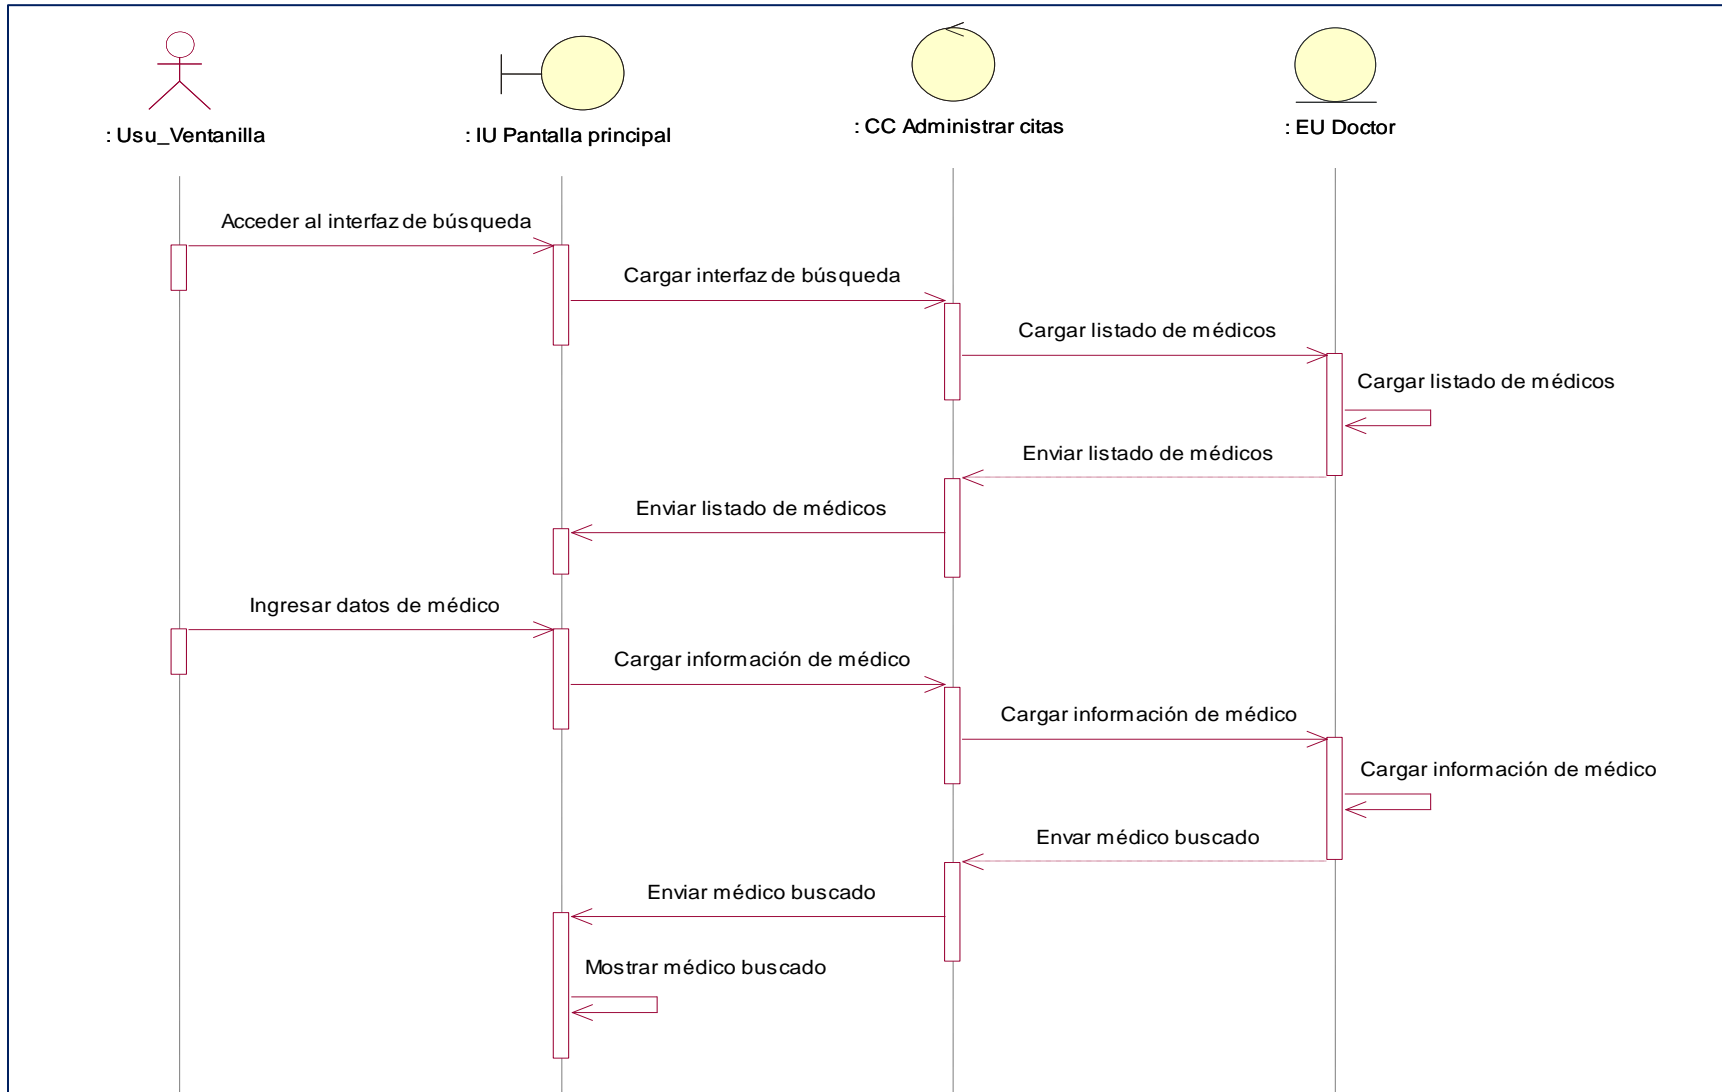 : Usu_Ventanilla
: IU Pantalla principal
: CC Administrar citas
: EU Doctor
Acceder al interfaz de búsqueda
Cargar interfaz de búsqueda
Cargar listado de médicos
Cargar listado de médicos
Enviar listado de médicos
Enviar listado de médicos
Ingresar datos de médico
Cargar información de médico
Cargar información de médico
Cargar información de médico
Envar médico buscado
Enviar médico buscado
Mostrar médico buscado